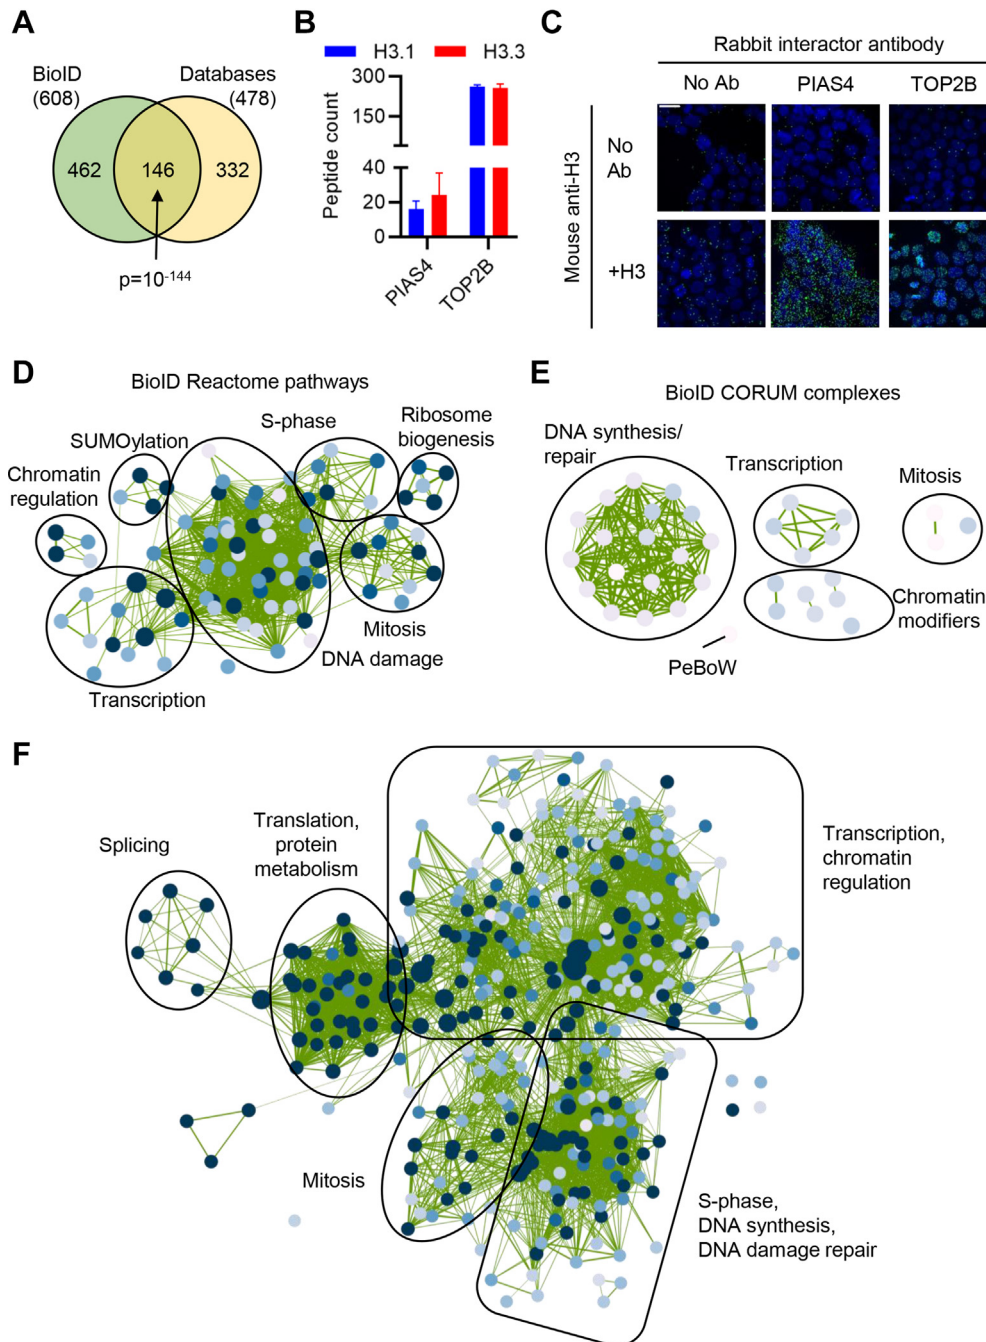 A
BioID
(608)
Databases
(478)
462
146
332
p=10-144
B
H3.1
H3.3
Peptide count
300
150
40
20
0
PIAS4
TOP2B
C
Rabbit interactor antibody
No Ab
PIAS4
TOP2B
Mouse anti-H3
No
Ab
+H3
D
BioID Reactome pathways
S-phase
Ribosome
biogenesis
SUMOylation
Chromatin
regulation
Mitosis
DNA damage
Transcription
E
BioID CORUM complexes
DNA synthesis/
repair
Transcription
Mitosis
Chromatin
modifiers
PeBoW
F
Splicing
Translation,
protein
metabolism
Transcription,
chromatin
regulation
Mitosis
S-phase,
DNA synthesis,
DNA damage repair